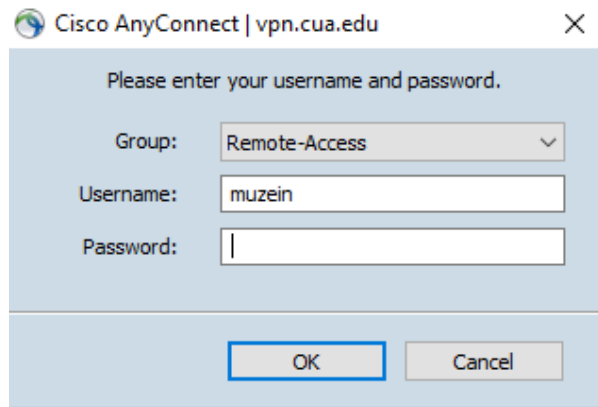 Cisco AnyConnect | vpn.cua.edu
Please enter your username and password.
Group: Remote-Access
Username: muzein
Password:
OK Cancel